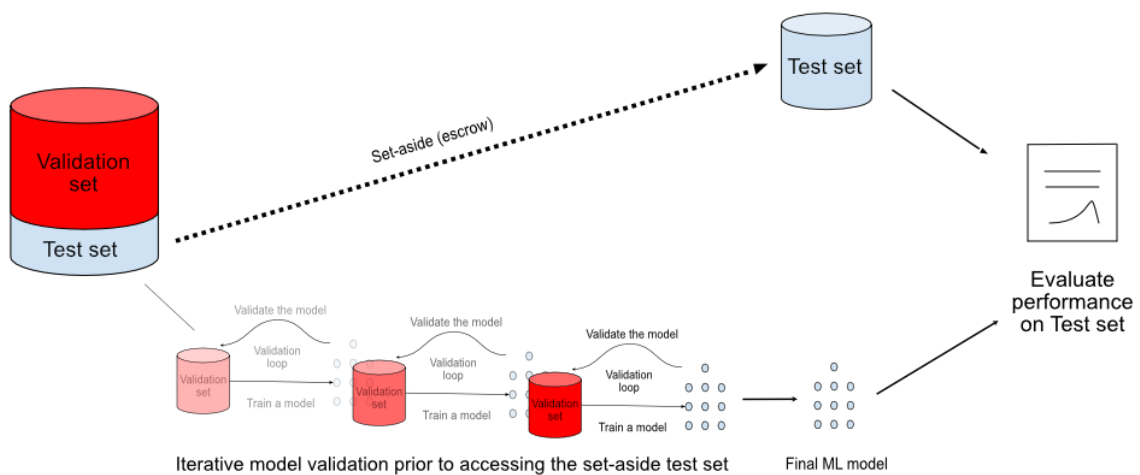 Test set
Validation
set
Test set
Set-aside (escrow)
Evaluate
performance
on Test set
Validate the model
Validation
loop
Validation
set
Train a model
Validate the model
Validation
loop
Validation
set
Train a model
Validate the model
Validation
loop
Validation
set
Train a model
Iterative model validation prior to accessing the set-aside test set
Final ML model